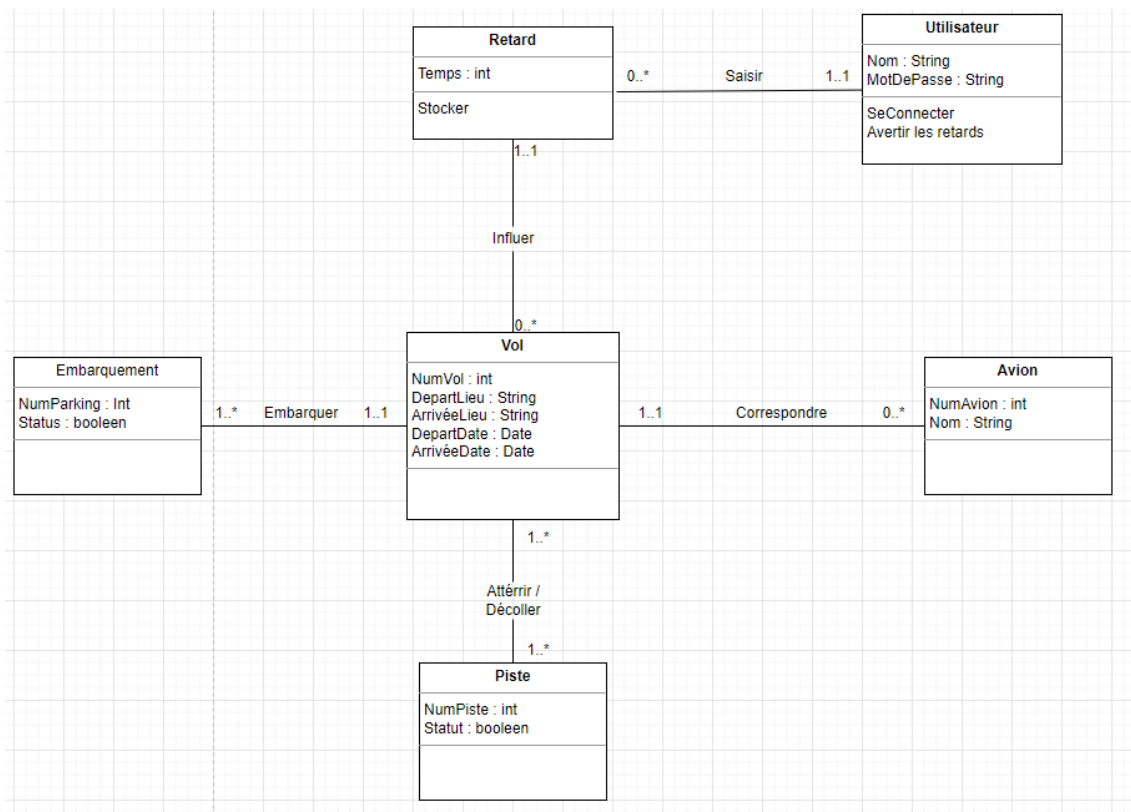 Retard
Temps : int
Stocker
0..*
Saisir
1..1
Utilisateur
Nom : String
MotDePasse : String
SeConnecter
Avertir les retards
1..1
Influer
0..*
Embarquement
NumParking : Int
Status : booleen
1..*
Embarquer
1..1
Vol
NumVol : int
DepartLieu : String
ArrivéeLieu : String
DepartDate : Date
ArrivéeDate : Date
1..1
Correspondre
0..*
Avion
NumAvion : int
Nom : String
1..*
Attérrir /
Décoller
1..*
Piste
NumPiste : int
Statut : booleen